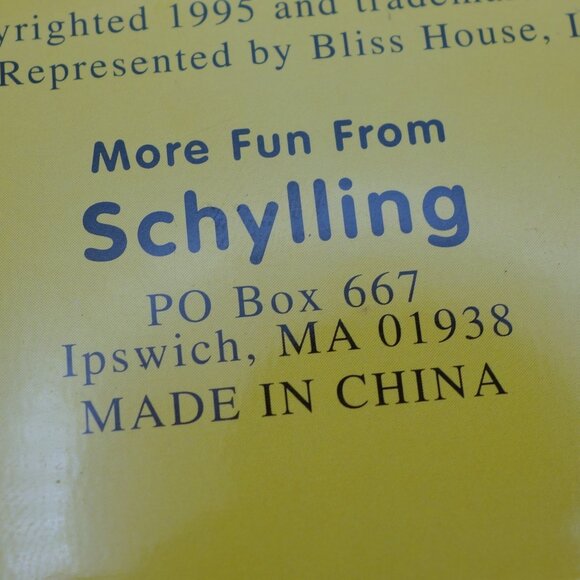 yrighted 1995 and
Represented by Bliss House,
More Fun From
Schylling
PO Box 667
Ipswich, MA 01938
MADE IN CHINA